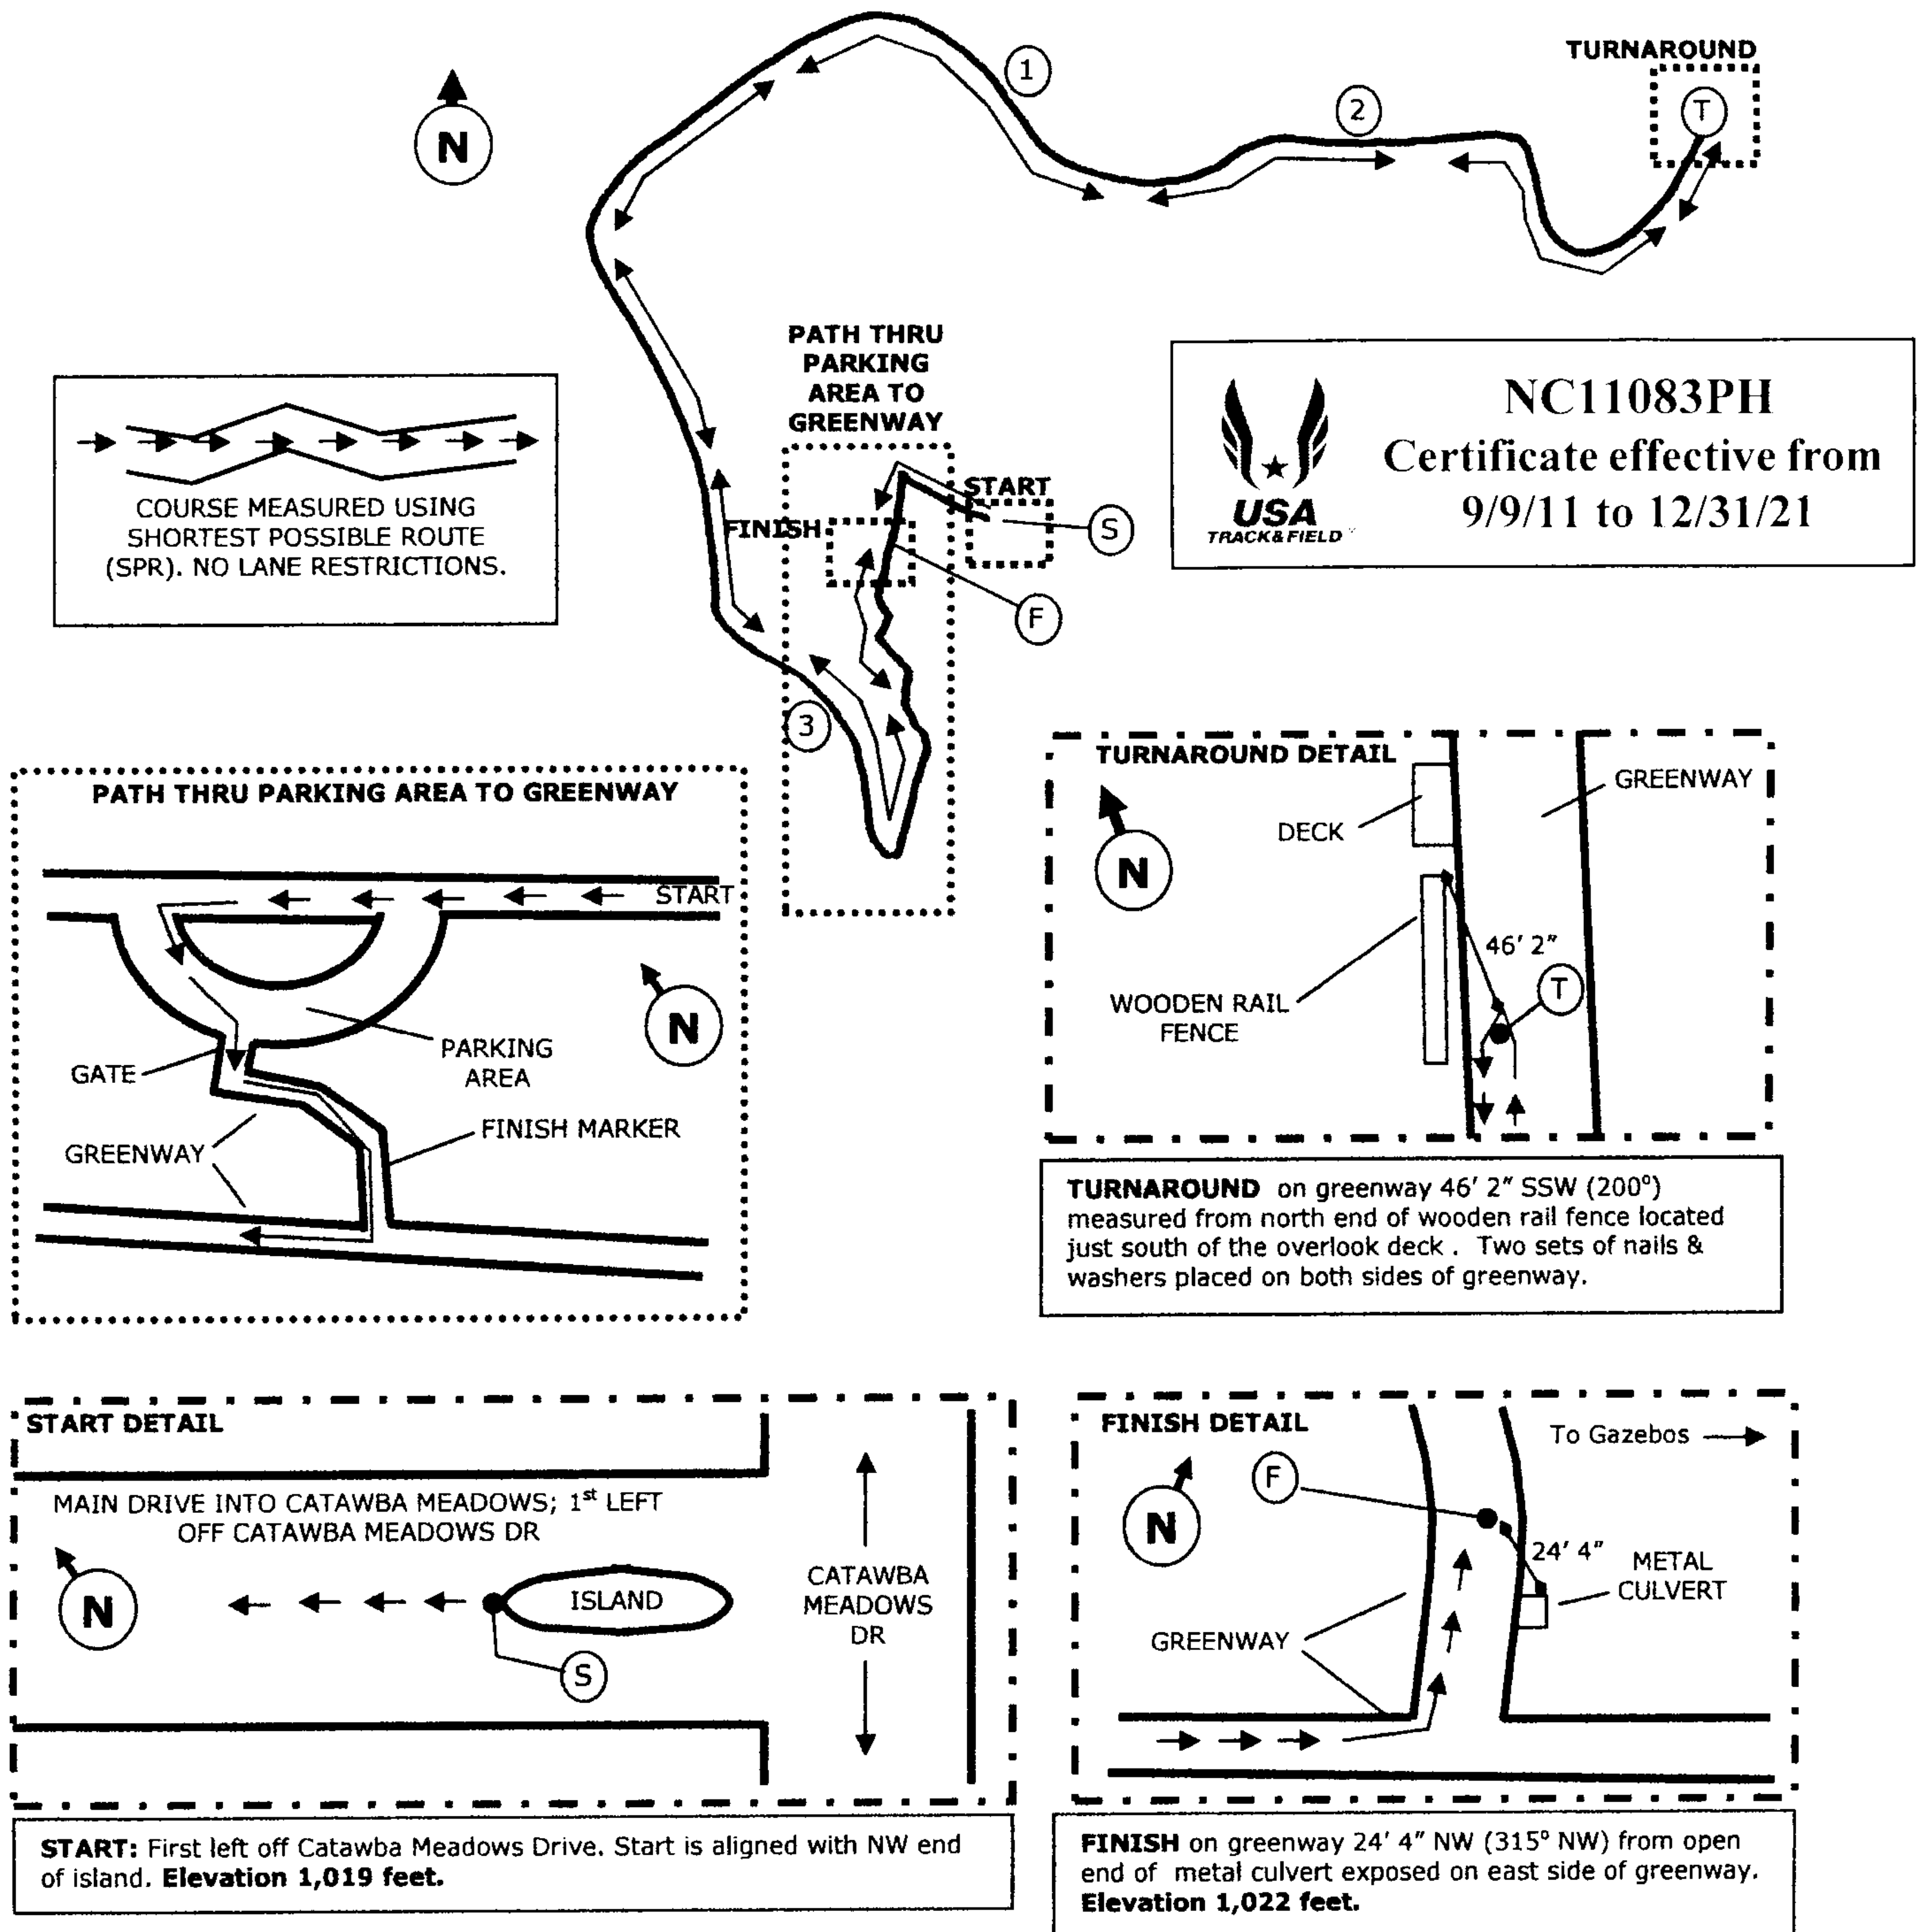 TURNAROUND
1
2
T
N
PATH THRU
PARKING
AREA TO
GREENWAY
START
FINISH
S
F
3
COURSE MEASURED USING
SHORTEST POSSIBLE ROUTE
(SPR). NO LANE RESTRICTIONS.
NC11083PH
Certificate effective from
9/9/11 to 12/31/21
USA
TRACK&FIELD
PATH THRU PARKING AREA TO GREENWAY
START
N
GATE
PARKING
AREA
GREENWAY
FINISH MARKER
TURNAROUND DETAIL
GREENWAY
DECK
N
46' 2"
T
WOODEN RAIL
FENCE
TURNAROUND on greenway 46' 2" SSW (200º)
measured from north end of wooden rail fence located
just south of the overlook deck . Two sets of nails &
washers placed on both sides of greenway.
START DETAIL
MAIN DRIVE INTO CATAWBA MEADOWS; 1st LEFT
OFF CATAWBA MEADOWS DR
N
ISLAND
CATAWBA
MEADOWS
DR
S
START: First left off Catawba Meadows Drive. Start is aligned with NW end
of island. Elevation 1,019 feet.
FINISH DETAIL
To Gazebos
F
N
24' 4"
METAL
CULVERT
GREENWAY
FINISH on greenway 24' 4" NW (315º NW) from open
end of metal culvert exposed on east side of greenway.
Elevation 1,022 feet.